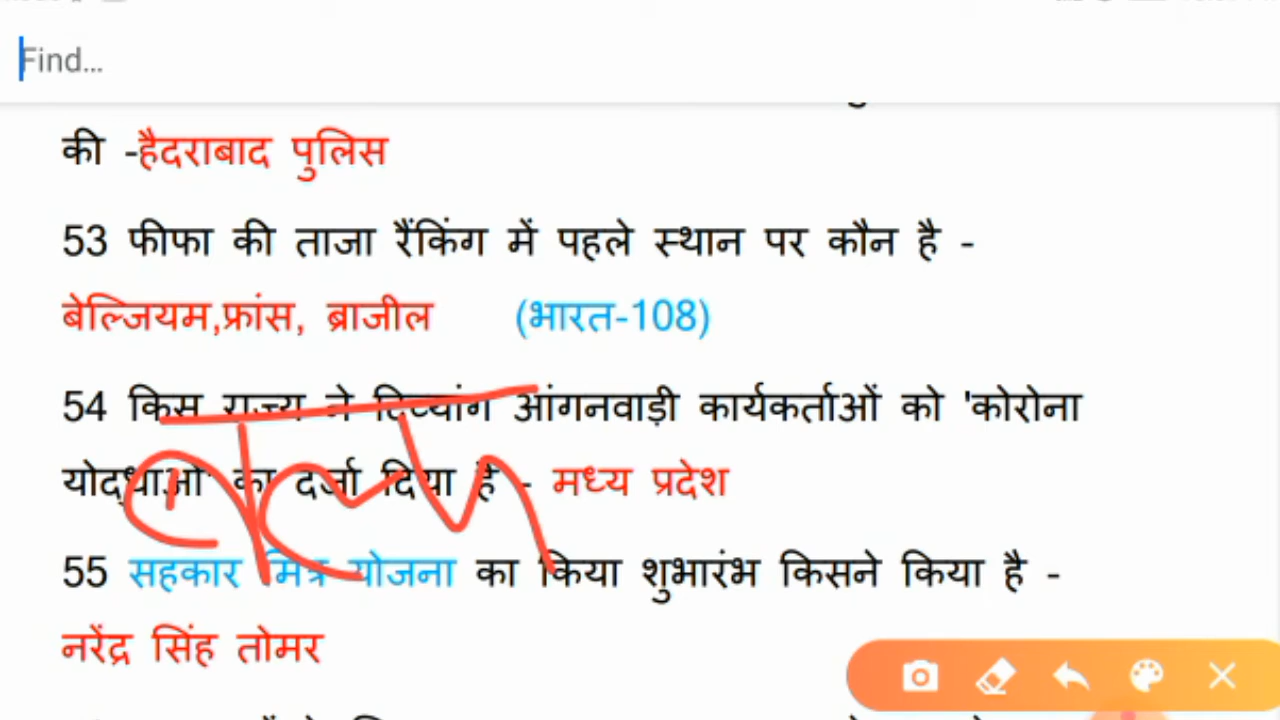 Find...
की -हैदराबाद पुलिस
53 फीफा की ताजा रैंकिंग में पहले स्थान पर कौन है -
बेल्जियम,फ्रांस, ब्राजील (भारत-108)
54 किस राज्य ने दिव्यांग आंगनवाड़ी कार्यकर्ताओं को 'कोरोना
योद्धाओं' का दर्जा दिया है - मध्य प्रदेश
55 सहकार मित्र योजना का किया शुभारंभ किसने किया है -
नरेंद्र सिंह तोमर